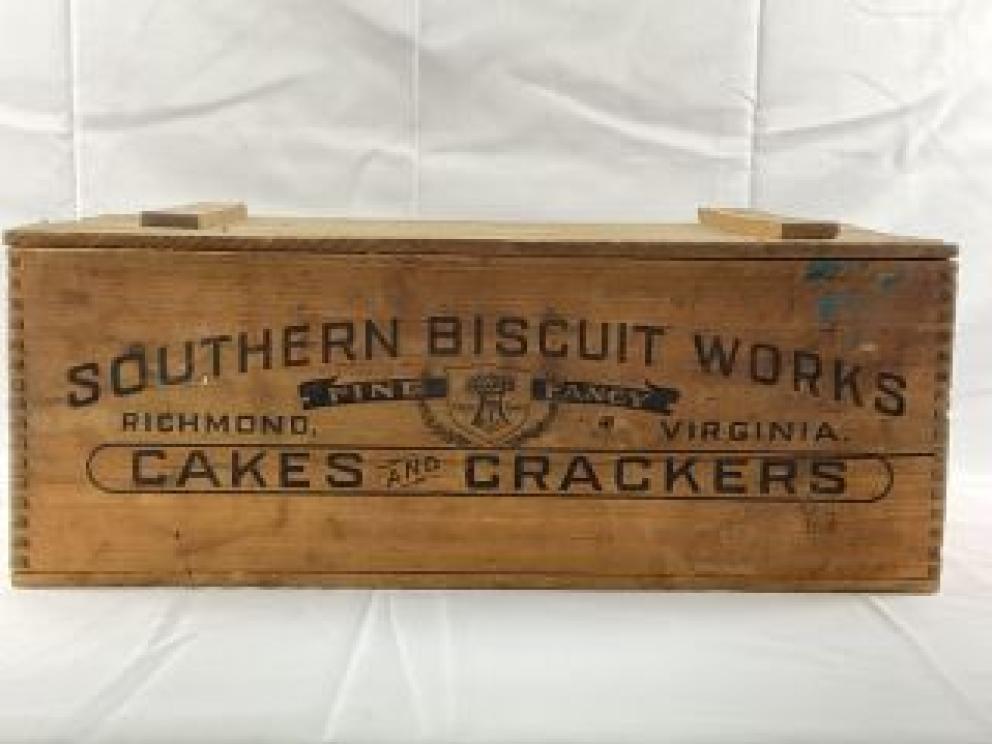 SOUTHERN BISCUIT WORKS
FINE FANCY
RICHMOND, VIRGINIA.
CAKES AND CRACKERS